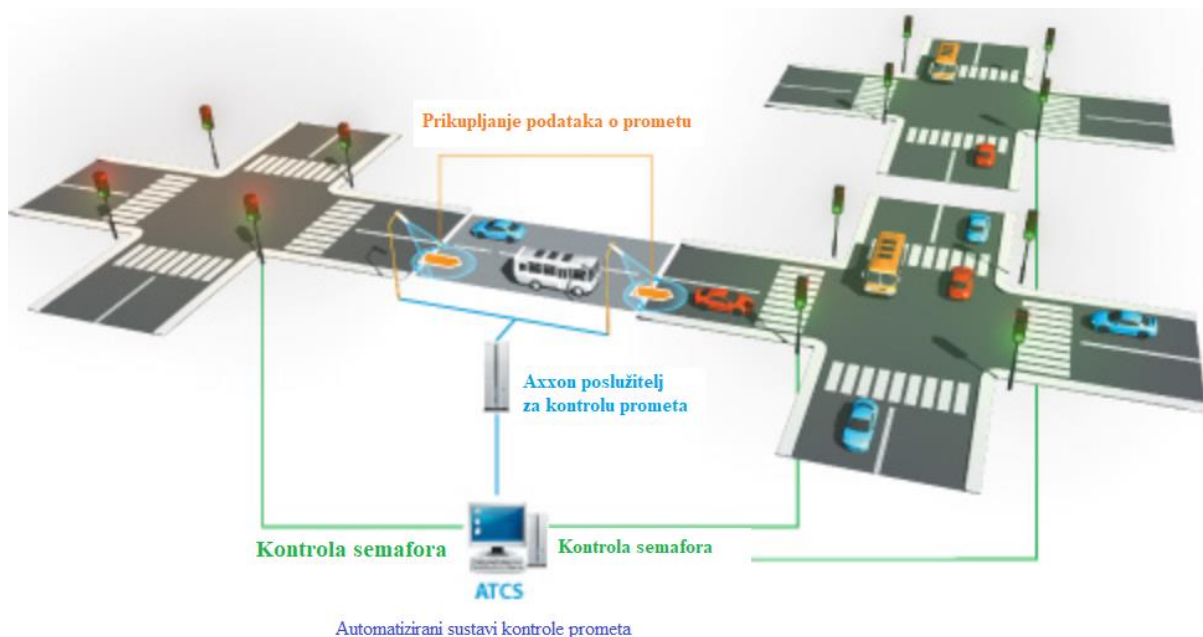 Prikupljanje podataka o prometu
Axxon poslužitelj
za kontrolu prometa
Kontrola semafora
Kontrola semafora
ATCS
Automatizirani sustavi kontrole prometa